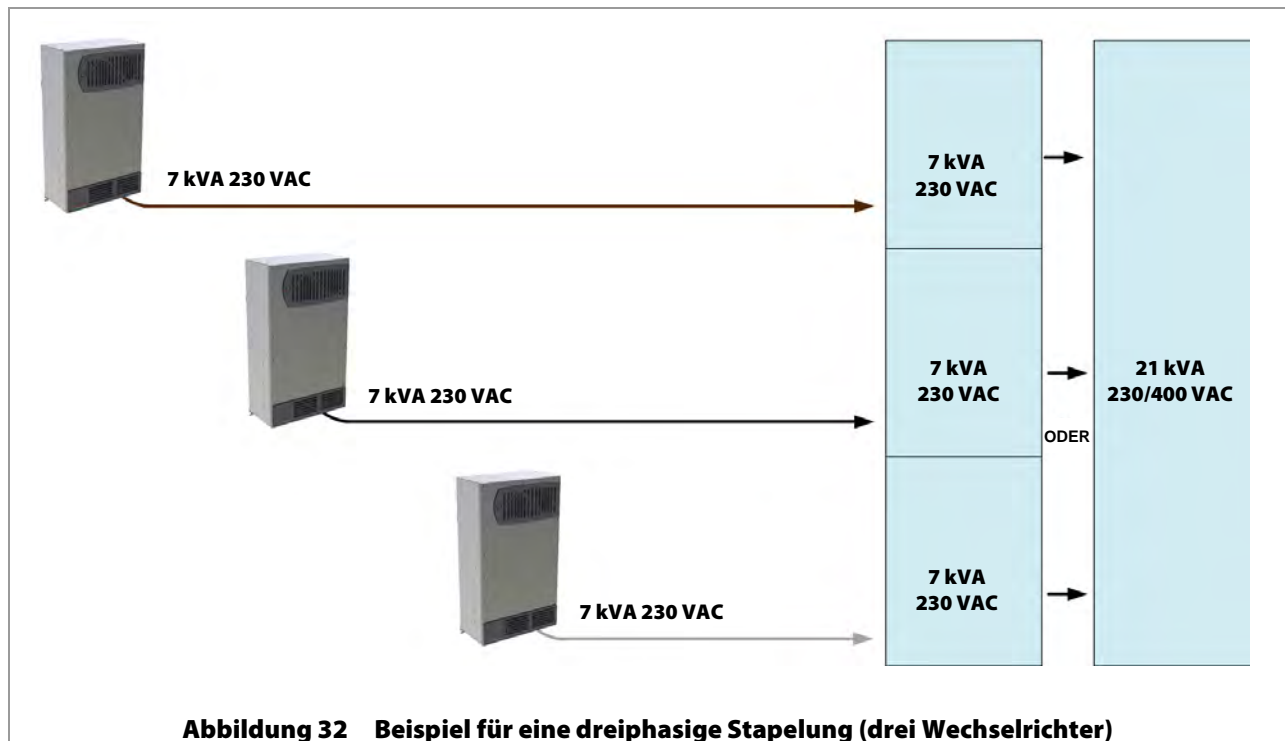 7 kVA 230 VAC
7 kVA
230 VAC
7 kVA 230 VAC
7 kVA
230 VAC
21 kVA
230/400 VAC
ODER
7 kVA 230 VAC
7 kVA
230 VAC
Abbildung 32 Beispiel für eine dreiphasige Stapelung (drei Wechselrichter)